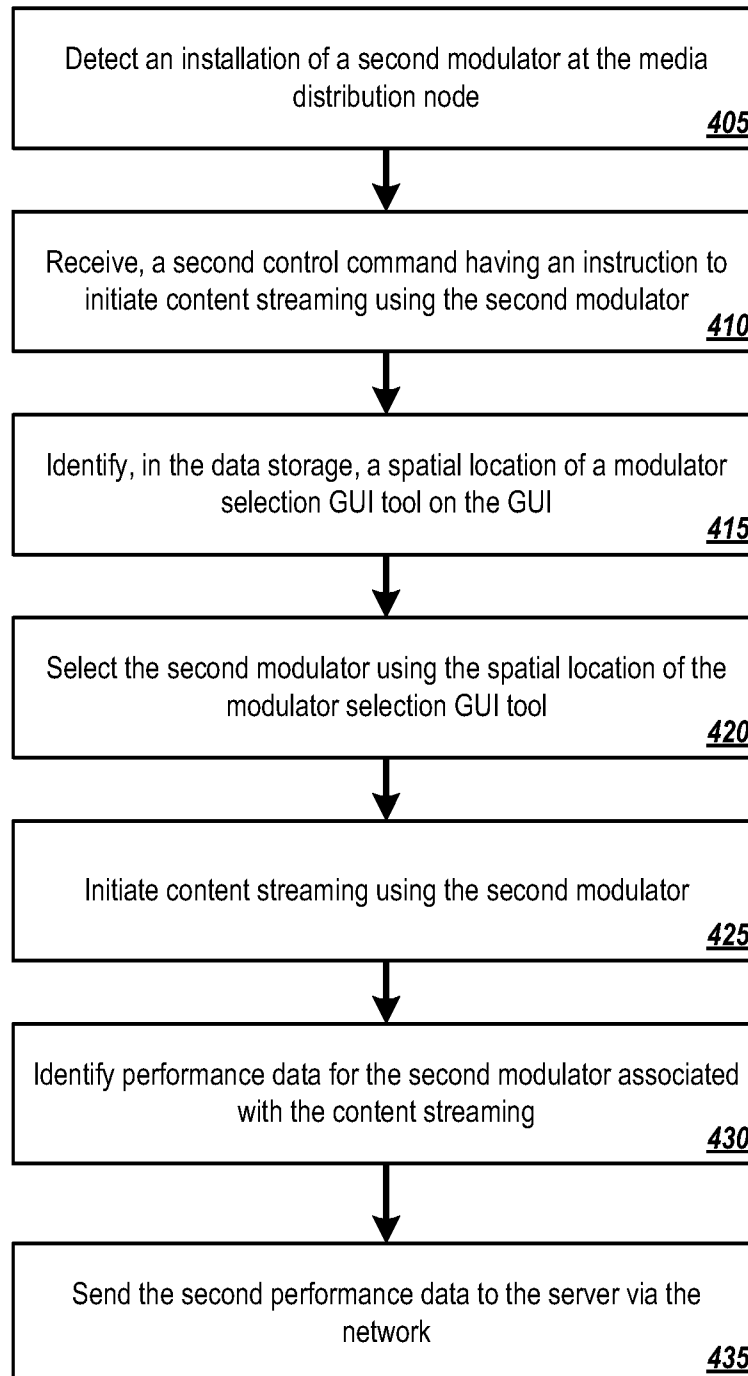 Detect an installation of a second modulator at the media
distribution node
405
Receive, a second control command having an instruction to
initiate content streaming using the second modulator
410
Identify, in the data storage, a spatial location of a modulator
selection GUI tool on the GUI
415
Select the second modulator using the spatial location of the
modulator selection GUI tool
420
Initiate content streaming using the second modulator
425
Identify performance data for the second modulator associated
with the content streaming
430
Send the second performance data to the server via the
network
435